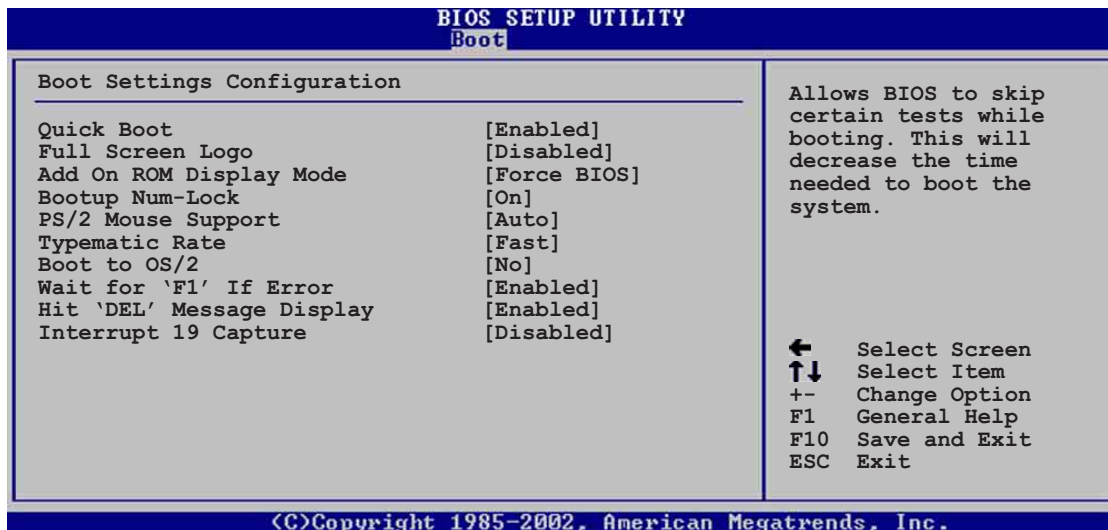 BIOS SETUP UTILITY
Boot
Boot Settings Configuration
Quick Boot [Enabled]
Full Screen Logo [Disabled]
Add On ROM Display Mode [Force BIOS]
Bootup Num-Lock [On]
PS/2 Mouse Support [Auto]
Typematic Rate [Fast]
Boot to OS/2 [No]
Wait for ‘F1’ If Error [Enabled]
Hit ‘DEL’ Message Display [Enabled]
Interrupt 19 Capture [Disabled]
Allows BIOS to skip
certain tests while
booting. This will
decrease the time
needed to boot the
system.
← Select Screen
↑↓ Select Item
+- Change Option
F1 General Help
F10 Save and Exit
ESC Exit
(C)Copyright 1985-2002, American Megatrends, Inc.